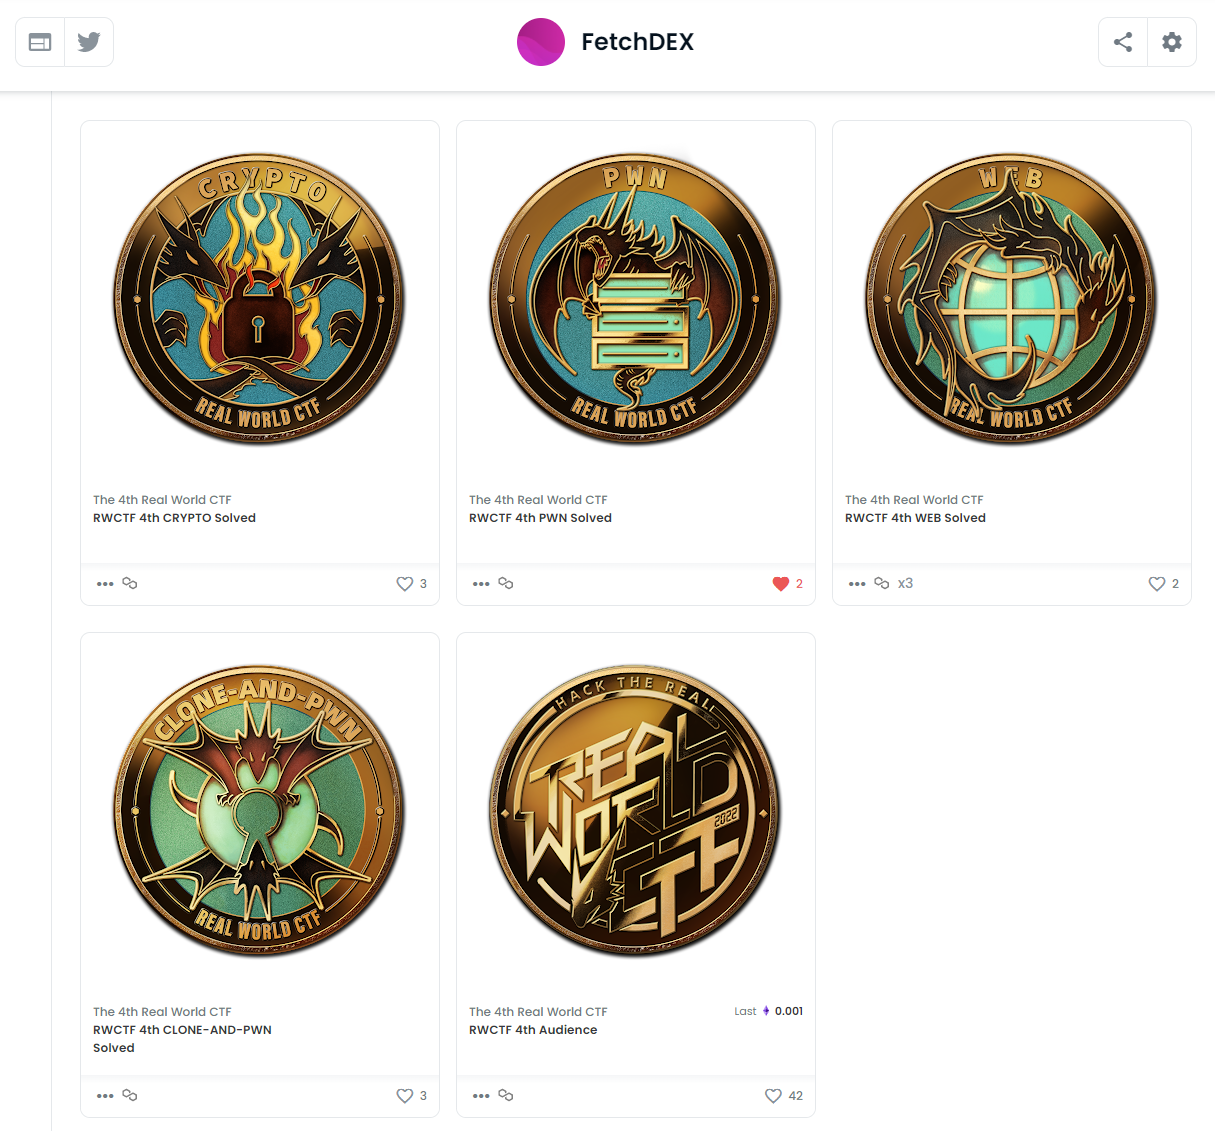 FetchDEX
CRYPTO
REAL WORLD CTF
The 4th Real World CTF
RWCTF 4th CRYPTO Solved
3
PWN
REAL WORLD CTF
The 4th Real World CTF
RWCTF 4th PWN Solved
2
WEB
REAL WORLD CTF
The 4th Real World CTF
RWCTF 4th WEB Solved
x3
2
CLONE-AND-PWN
REAL WORLD CTF
The 4th Real World CTF
RWCTF 4th CLONE-AND-PWN
Solved
3
HACK THE REAL!
REAL
WORLD
CTF
2022
The 4th Real World CTF
Last 0.001
RWCTF 4th Audience
42